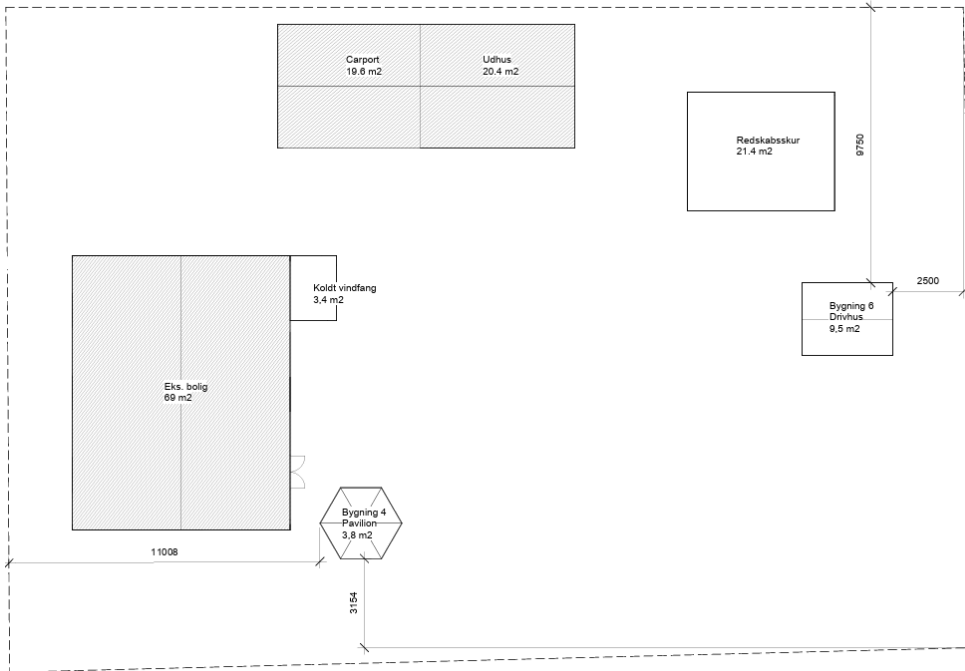 Carport
19.6 m2
Udhus
20.4 m2
Redskabsskur
21.4 m2
9750
2500
Koldt vindfang
3,4 m2
Bygning 6
Drivhus
9,5 m2
Eks. bolig
69 m2
Bygning 4
Pavilion
3,8 m2
11008
3154